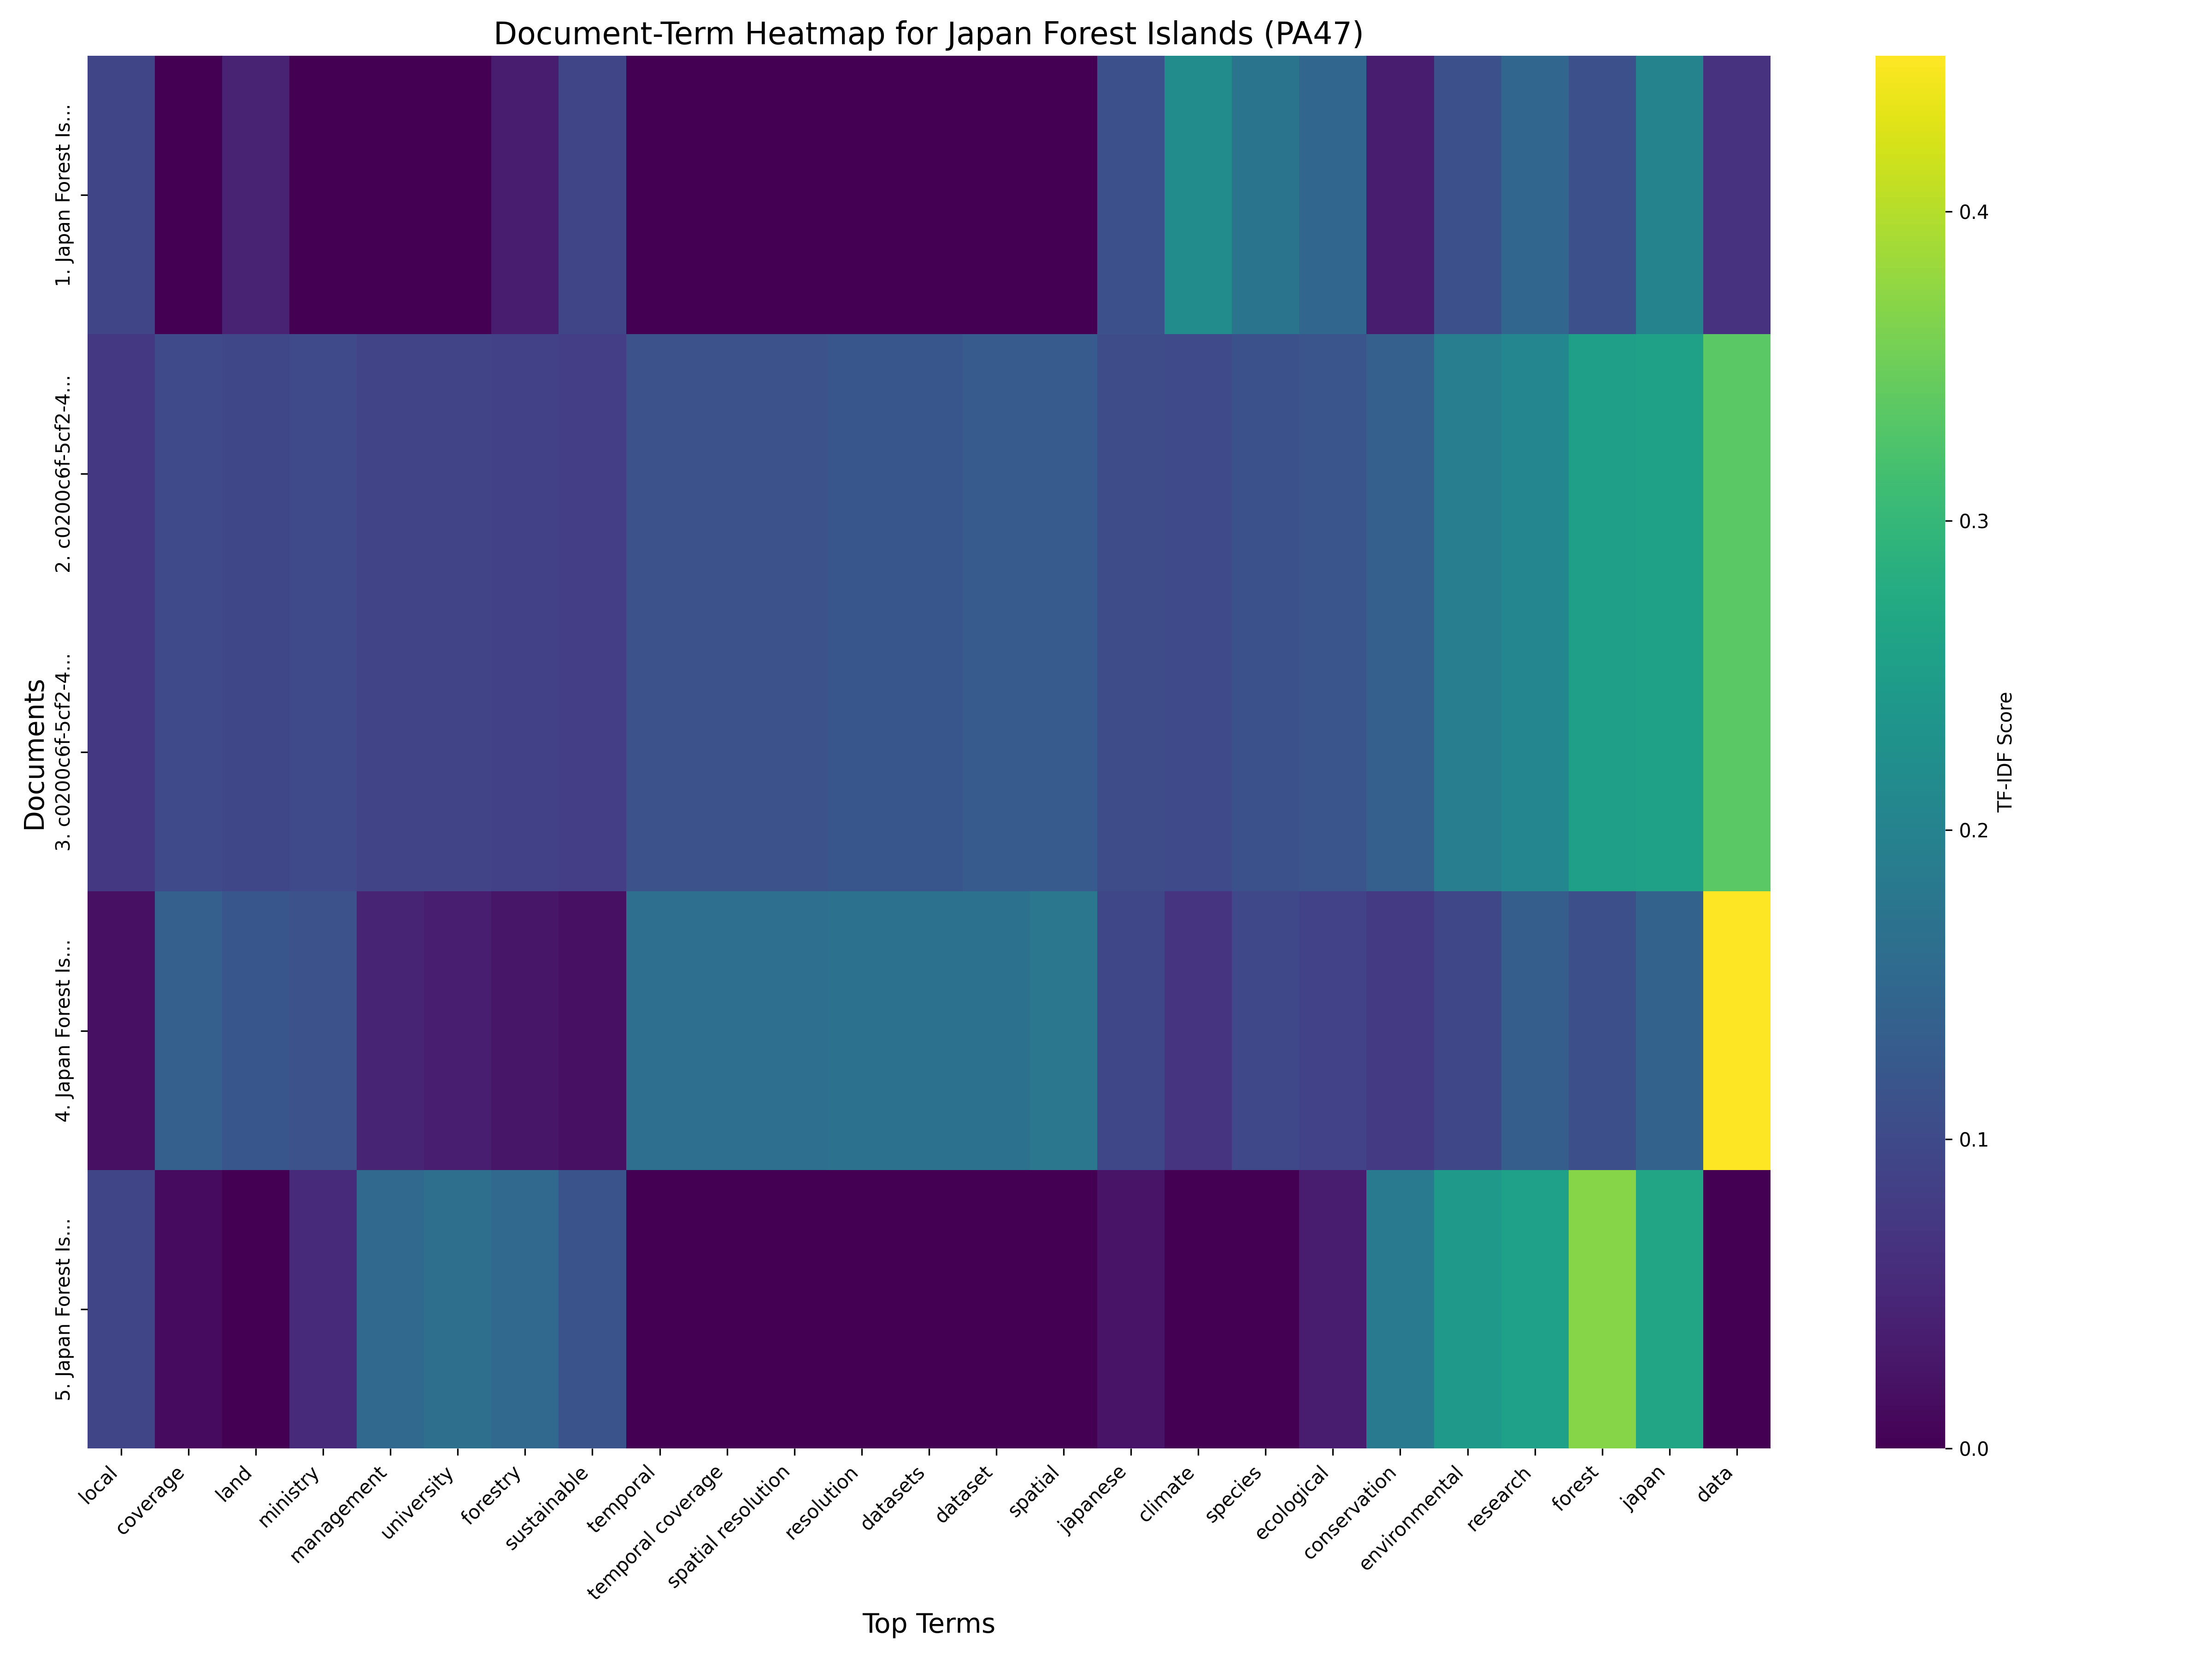 Document-Term Heatmap for Japan Forest Islands (PA47)
Documents
1. Japan Forest Is...
2. c0200c6f-5cf2-4...
3. c0200c6f-5cf2-4...
4. Japan Forest Is...
5. Japan Forest Is...
local
coverage
land
ministry
management
university
forestry
sustainable
temporal
temporal coverage
spatial resolution
resolution
datasets
dataset
spatial
japanese
climate
species
ecological
conservation
environmental
research
forest
japan
data
Top Terms
0.4
0.3
0.2
0.1
0.0
TF-IDF Score